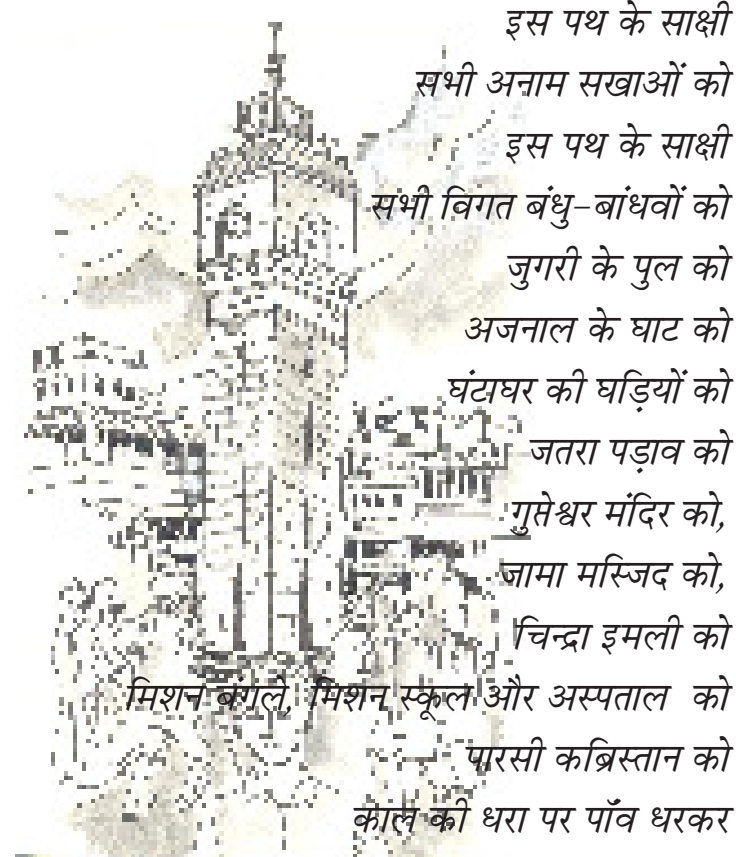 इस पथ के साक्षी
सभी अनाम सखाओं को
इस पथ के साक्षी
सभी विगत बंधु-बांधवों को
जुगरी के पुल को
अजनाल के घाट को
घंटाघर की घड़ियों को
जतरा पड़ाव को
गुप्तेश्वर मंदिर को,
जामा मस्जिद को,
चिन्द्रा इमली को
मिशन बंगले, मिशन स्कूल और अस्पताल को
पारसी कब्रिस्तान को
काल की धरा पर पाँव धरकर